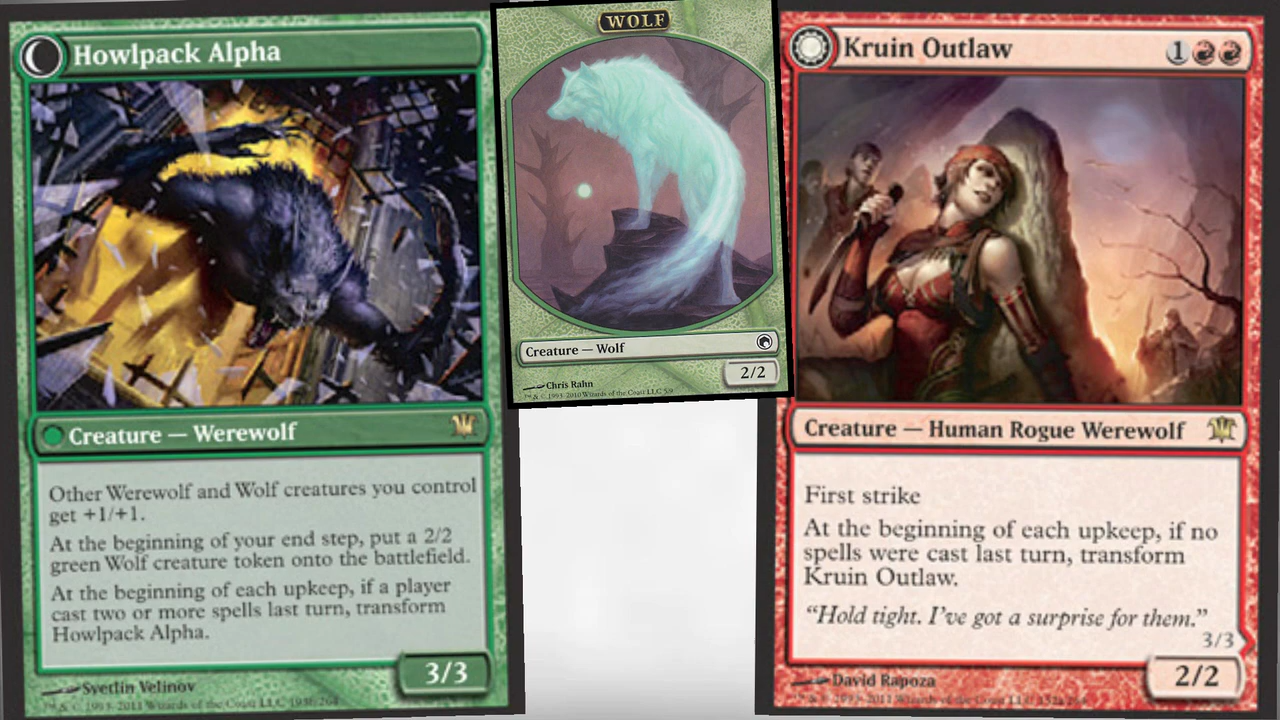 Howlpack Alpha
Creature — Werewolf
Other Werewolf and Wolf creatures you control
get +1/+1.
At the beginning of your end step, put a 2/2
green Wolf creature token onto the battlefield.
At the beginning of each upkeep, if a player
cast two or more spells last turn, transform
Howlpack Alpha.
3/3
Svetlin Velinov
WOLF
Creature — Wolf
2/2
Chris Rahn
Kruin Outlaw
1
Creature — Human Rogue Werewolf
First strike
At the beginning of each upkeep, if no
spells were cast last turn, transform
Kruin Outlaw.
“Hold tight. I’ve got a surprise for them.”
3/3
2/2
David Rapoza